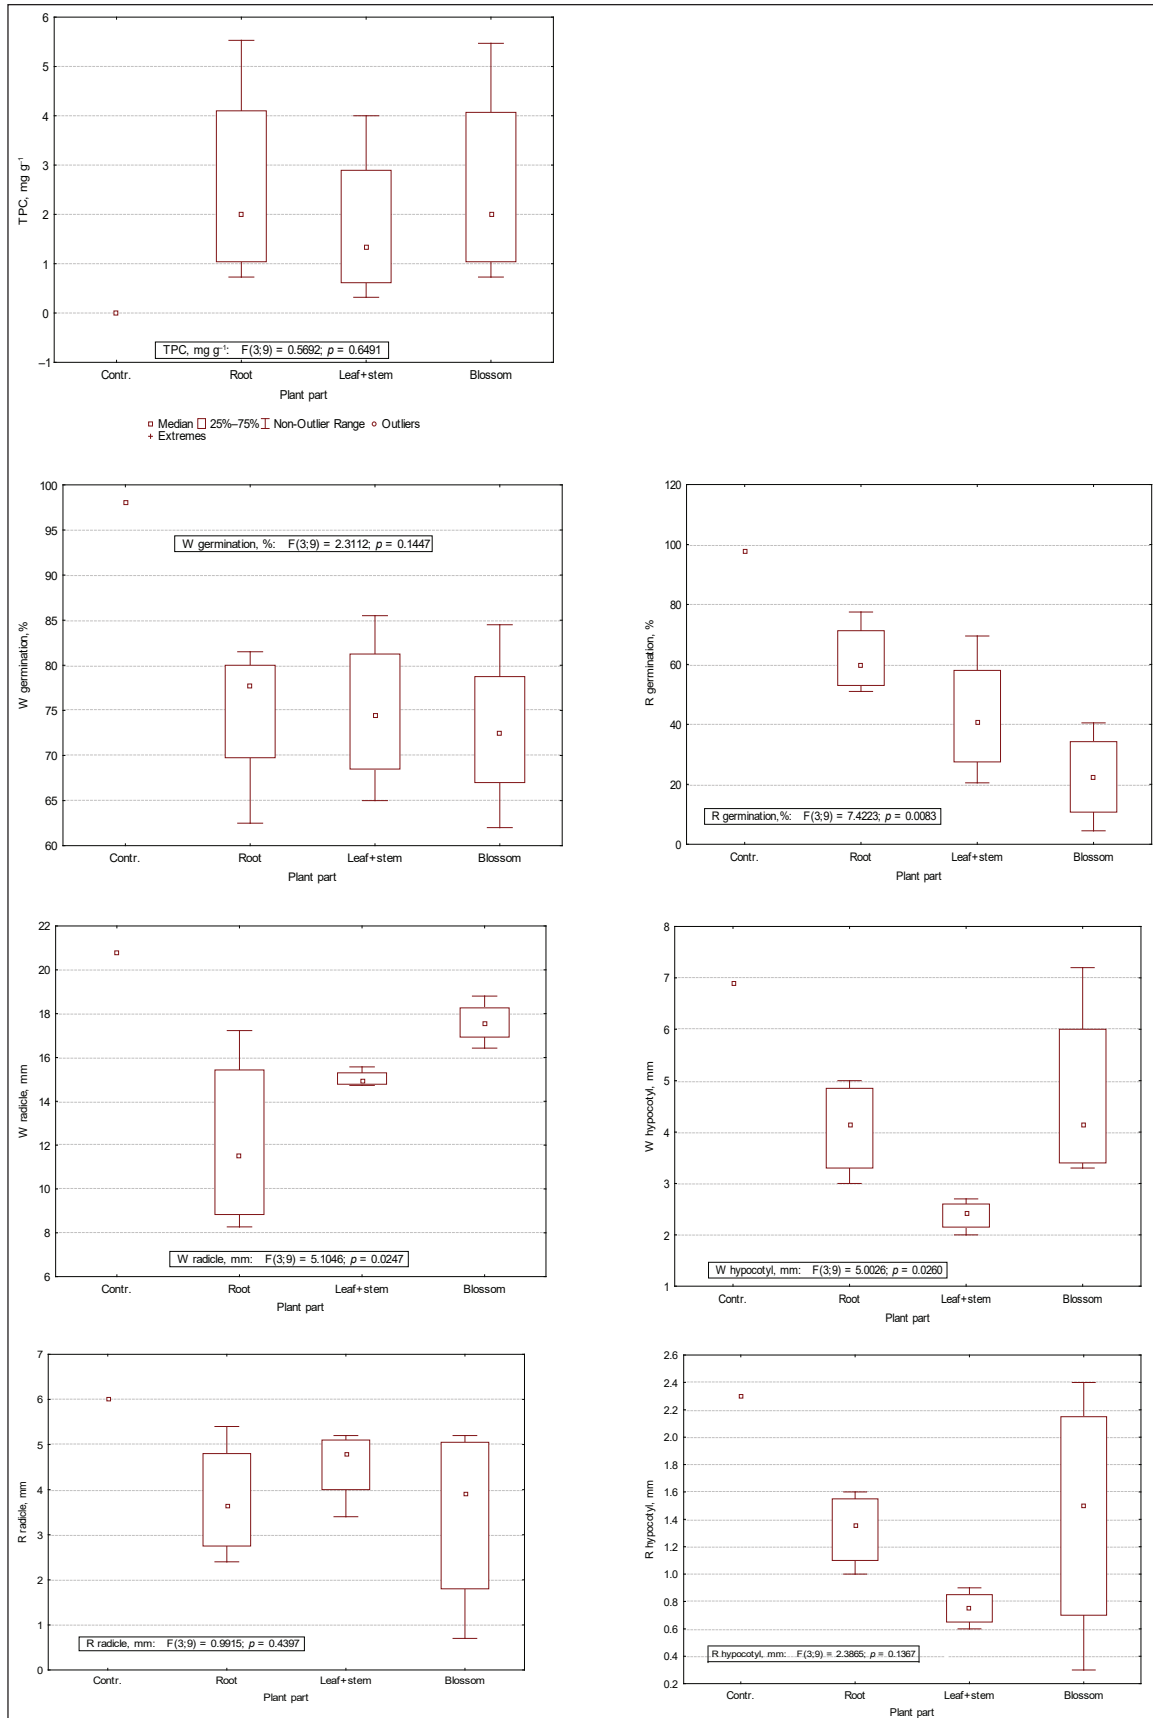 6
5
4
3
2
1
0
–1
TPC, mg g⁻¹
TPC, mg g⁻¹: F(3;9) = 0.5692; p = 0.6491
Contr. Root Leaf+stem Blossom
Plant part
Median 25%–75% Non-Outlier Range Outliers
Extremes
100
95
90
85
80
75
70
65
60
W germination,%
W germination, %: F(3;9) = 2.3112; p = 0.1447
Contr. Root Leaf+stem Blossom
Plant part
120
100
80
60
40
20
0
R germination, %
R germination,%: F(3;9) = 7.4223; p = 0.0083
Contr. Root Leaf+stem Blossom
Plant part
22
20
18
16
14
12
10
8
6
W radicle, mm
W radicle, mm: F(3;9) = 5.1046; p = 0.0247
Contr. Root Leaf+stem Blossom
Plant part
8
7
6
5
4
3
2
1
W hypocotyl, mm
W hypocotyl, mm: F(3;9) = 5.0026; p = 0.0260
Contr. Root Leaf+stem Blossom
Plant part
7
6
5
4
3
2
1
0
R radicle, mm
R radicle, mm: F(3;9) = 0.9915; p = 0.4397
Contr. Root Leaf+stem Blossom
Plant part
2.6
2.4
2.2
2.0
1.8
1.6
1.4
1.2
1.0
0.8
0.6
0.4
0.2
R hypocotyl, mm
R hypocotyl, mm: F(3;9) = 2.3865; p = 0.1367
Contr. Root Leaf+stem Blossom
Plant part